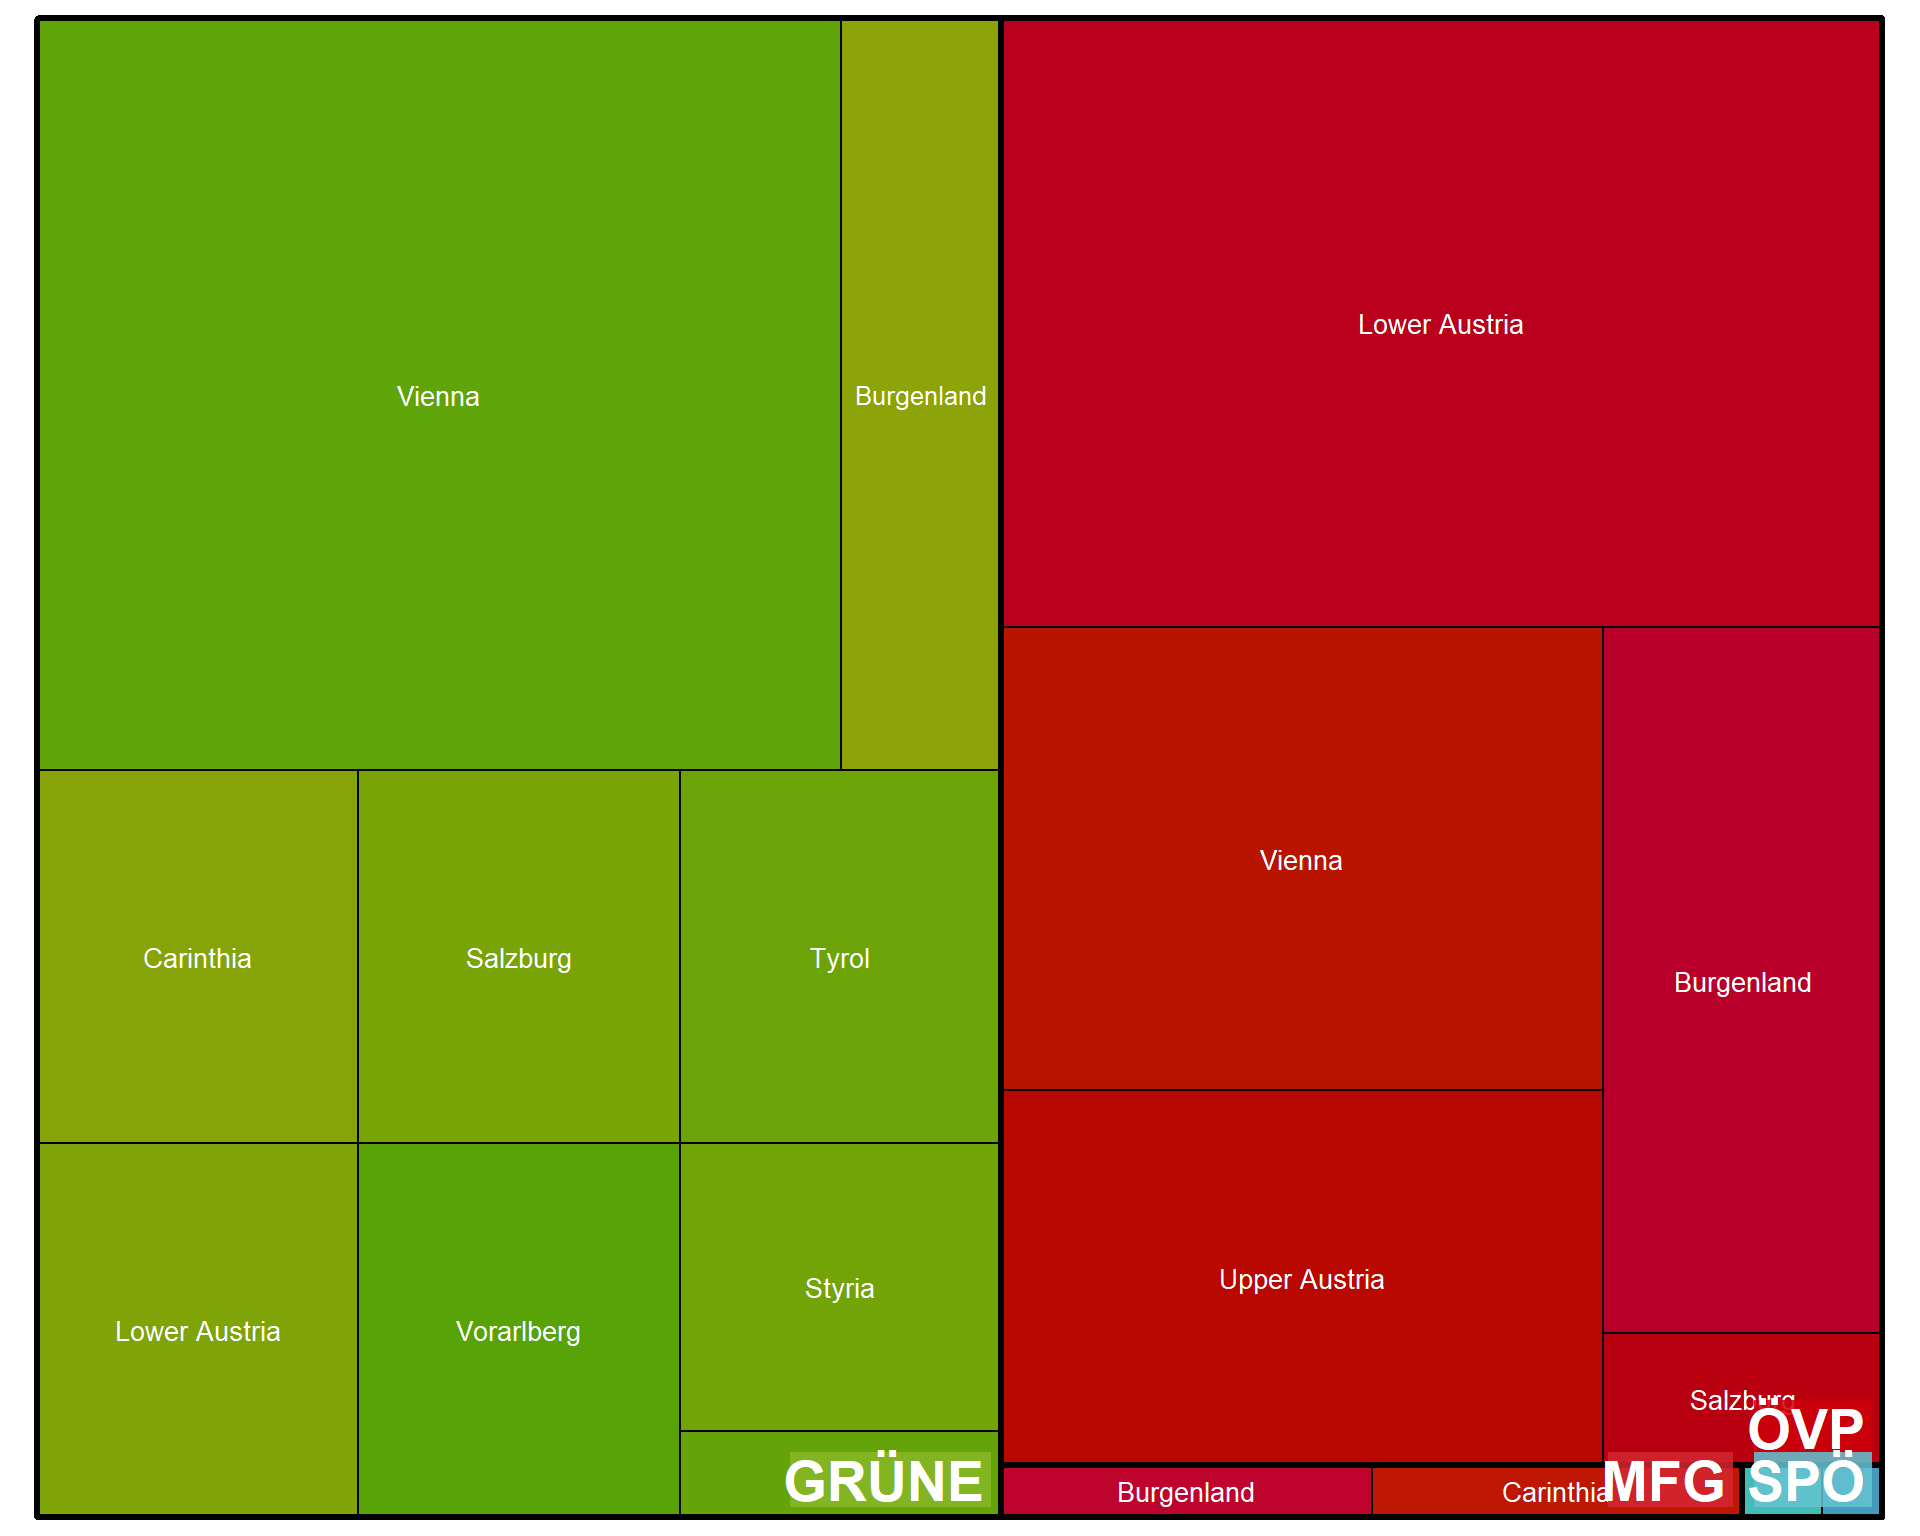 Vienna
Burgenland
Lower Austria
Vienna
Burgenland
Carinthia
Salzburg
Tyrol
Lower Austria
Vorarlberg
Styria
Upper Austria
Salzburg
ÖVP
GRÜNE
Burgenland
Carinthia
MFG
SPÖ